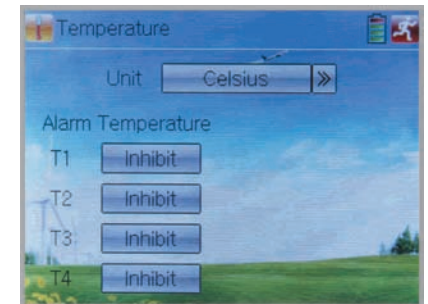 Temperature
Unit Celsius »
Alarm Temperature
T1 Inhibit
T2 Inhibit
T3 Inhibit
T4 Inhibit